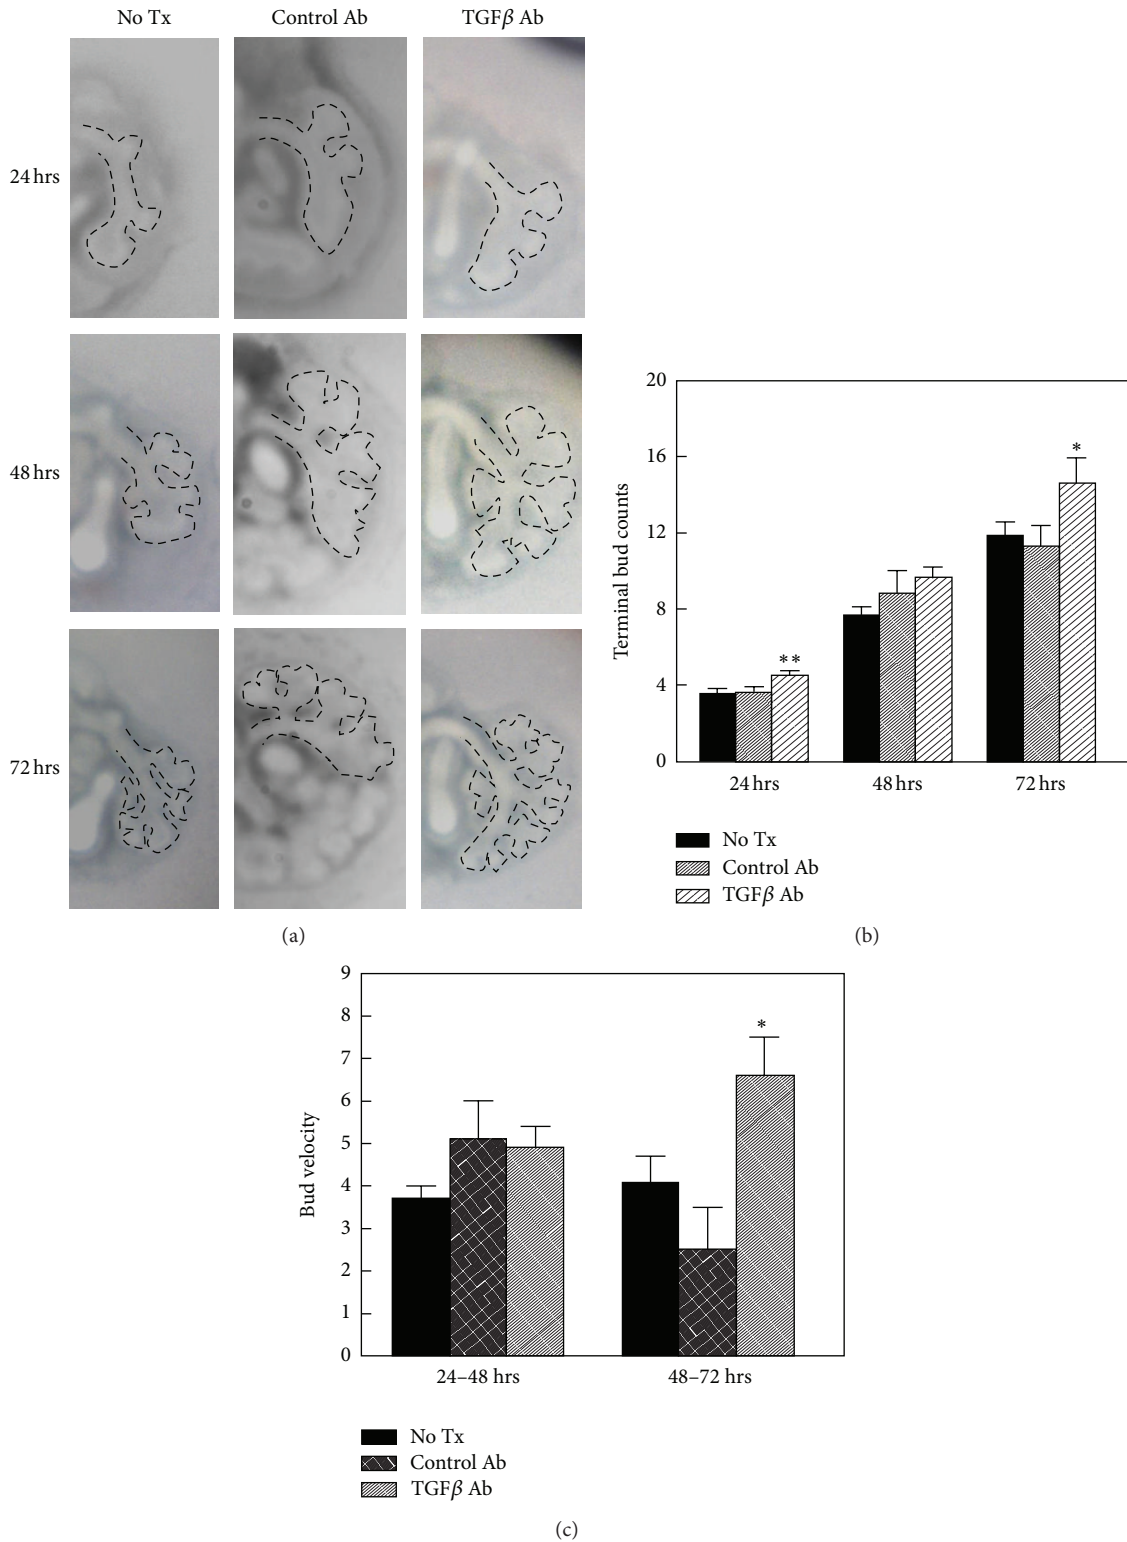 No Tx Control Ab TGFβ Ab
24 hrs
48 hrs
72 hrs
(a)
Terminal bud counts
20
16
12
8
4
0
**
*
24 hrs 48 hrs 72 hrs
No Tx
Control Ab
TGFβ Ab
(b)
Bud velocity
9
8
7
6
5
4
3
2
1
0
*
24–48 hrs 48–72 hrs
No Tx
Control Ab
TGFβ Ab
(c)